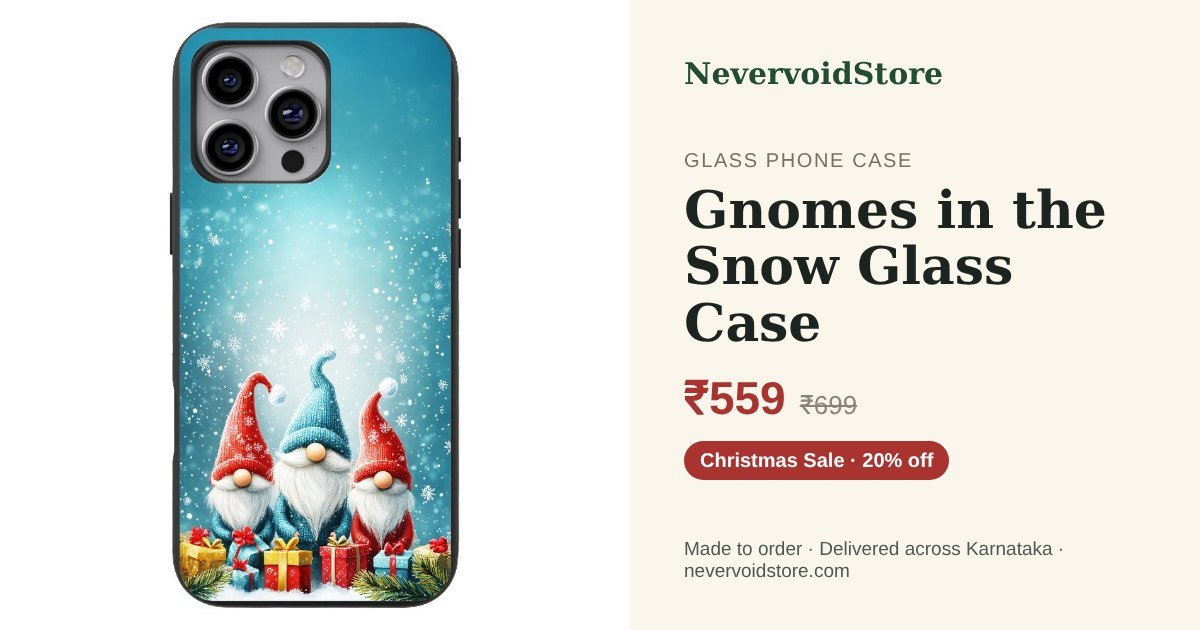 NevervoidStore
GLASS PHONE CASE
Gnomes in the
Snow Glass
Case
₹559 ₹699
Christmas Sale · 20% off
Made to order · Delivered across Karnataka ·
nevervoidstore.com